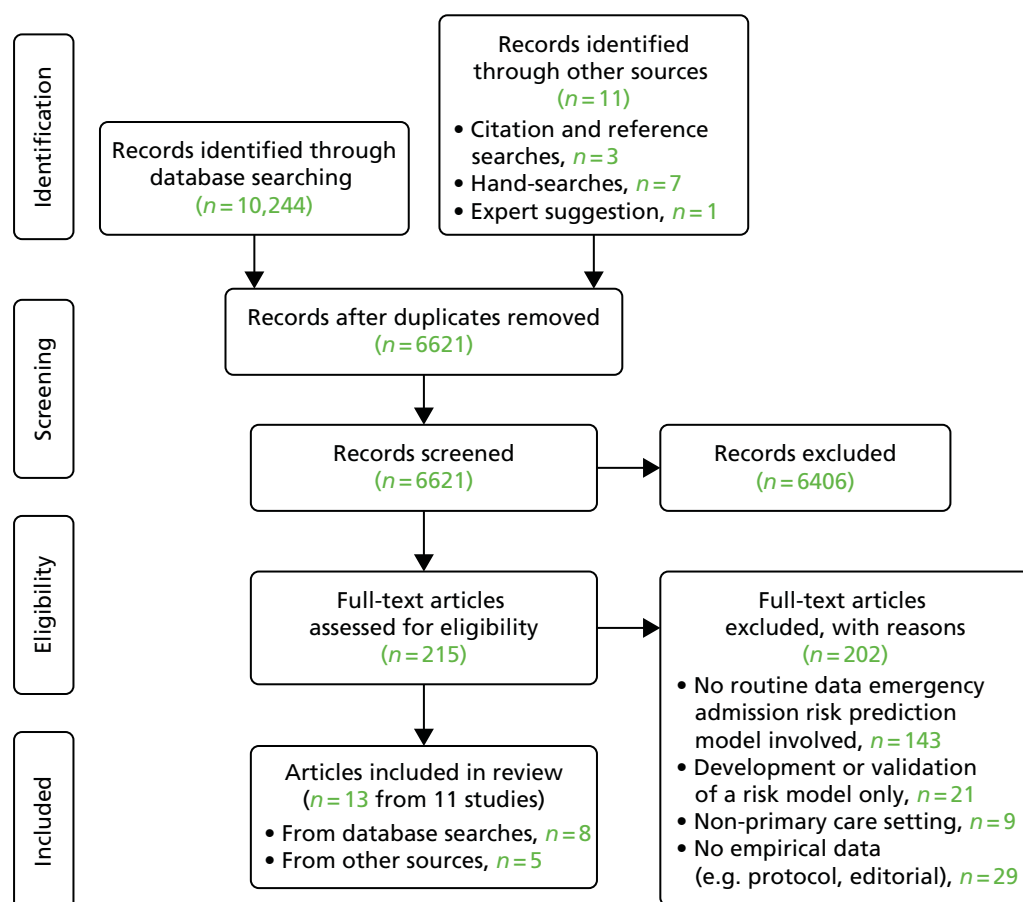 Identification
Records identified through
database searching
(n = 10,244)
Records identified
through other sources
(n = 11)
• Citation and reference
searches, n = 3
• Hand-searches, n = 7
• Expert suggestion, n = 1
Screening
Records after duplicates removed
(n = 6621)
Records screened
(n = 6621)
Records excluded
(n = 6406)
Eligibility
Full-text articles
assessed for eligibility
(n = 215)
Full-text articles
excluded, with reasons
(n = 202)
• No routine data emergency
admission risk prediction
model involved, n = 143
• Development or validation
of a risk model only, n = 21
• Non-primary care setting, n = 9
• No empirical data
(e.g. protocol, editorial), n = 29
Included
Articles included in review
(n = 13 from 11 studies)
• From database searches, n = 8
• From other sources, n = 5